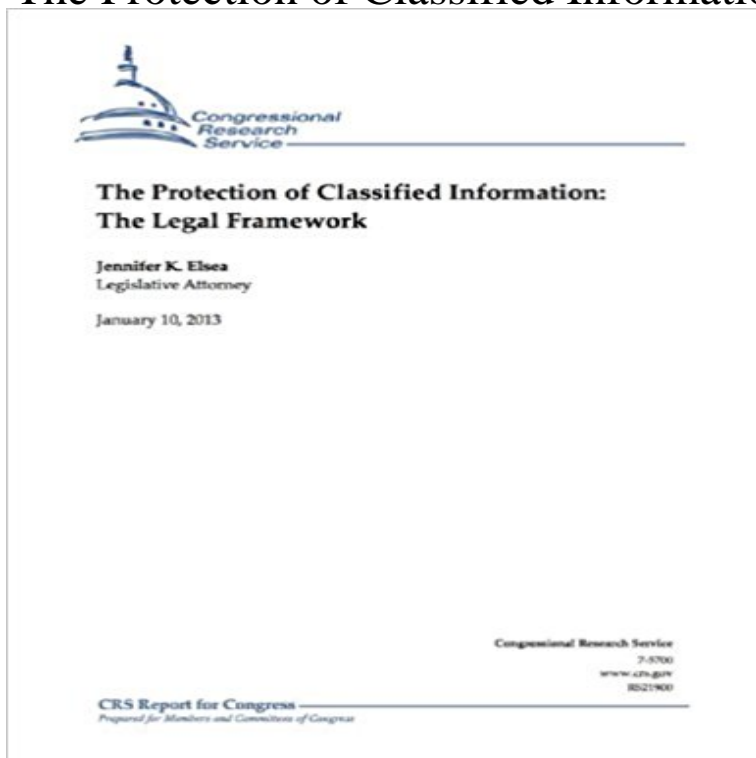 The Protection of Classified Informatio
Congressional
Research
Service
The Protection of Classified Information:
The Legal Framework
Jennifer K. Elsea
Legislative Attorney
January 10, 2013
Congressional Research Service
7-5700
www.crs.gov
RS21900
CRS Report for Congress
Prepared for Members and Committees of Congress